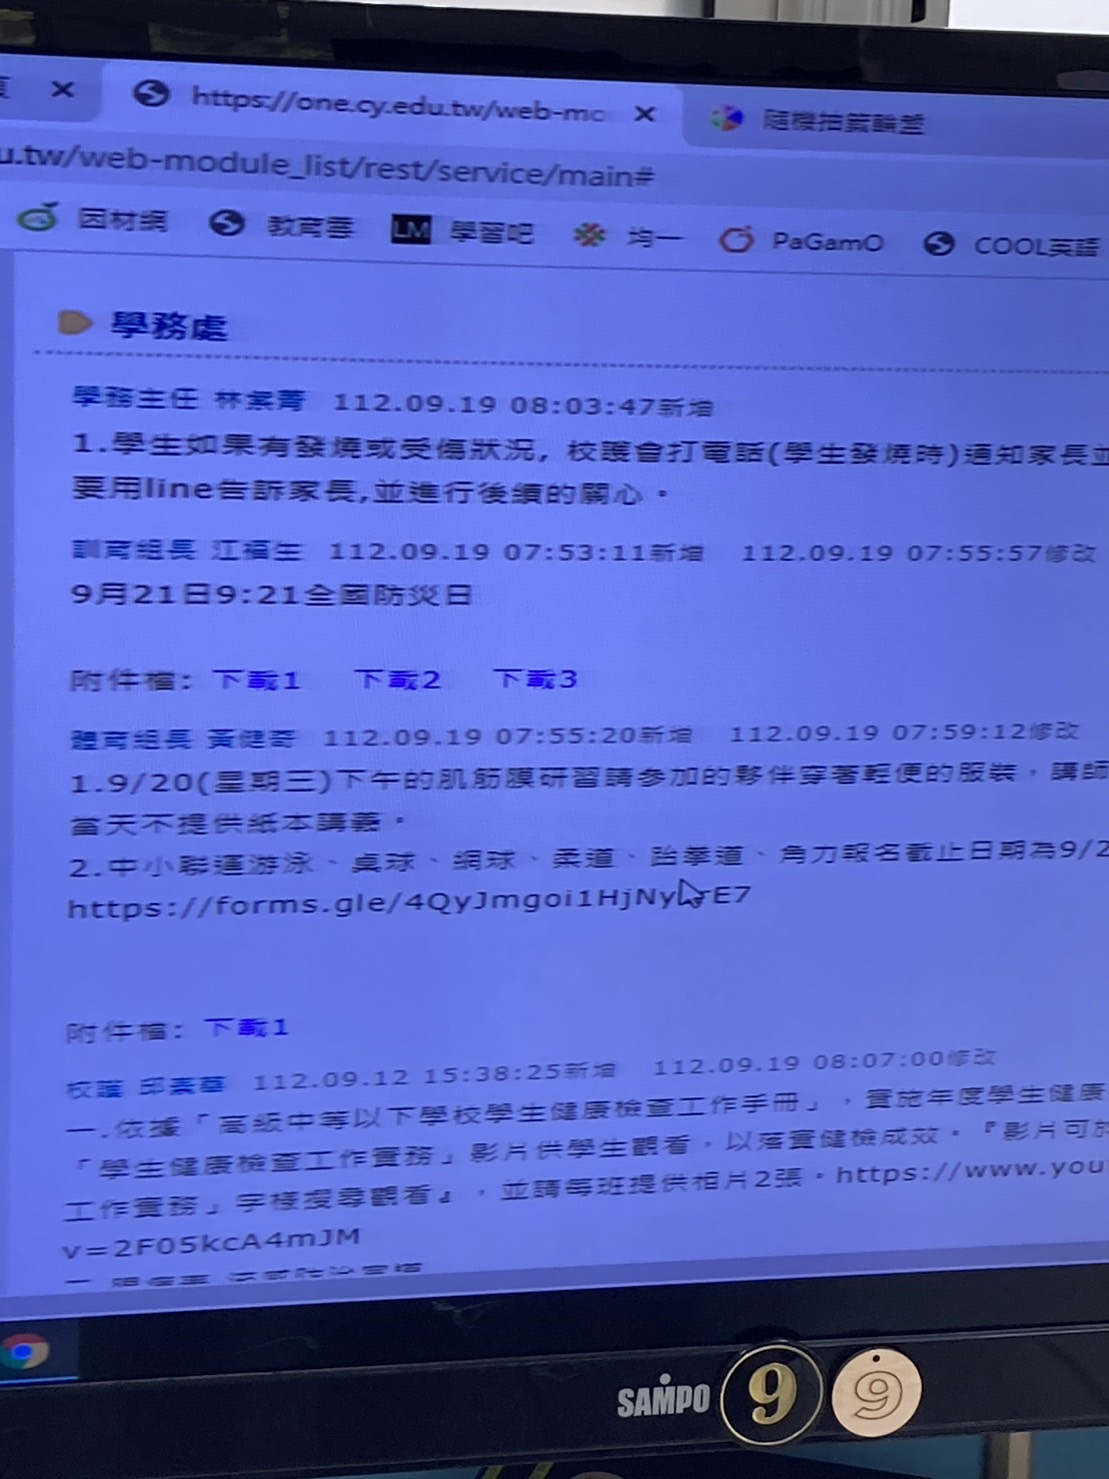 https://one.cy.edu.tw/web-mo
隨機抽籤輪盤
u.tw/web-module_list/rest/service/main#
因材網 教育雲 LM 學習吧 均一 PaGamO COOL英語
學務處
學務主任 林紫菁 112.09.19 08:03:47新增
1.學生如果有發燒或受傷狀況, 校護會打電話(學生發燒時)通知家長並
要用line告訴家長,並進行後續的關心。
訓育組長 江福生 112.09.19 07:53:11新增 112.09.19 07:55:57修改
9月21日9:21全國防災日
附件檔: 下載1 下載2 下載3
體育組長 黃健 112.09.19 07:55:20新增 112.09.19 07:59:12修改
1.9/20(星期三)下午的肌筋膜研習請參加的夥伴穿著輕便的服裝,講師
當天不提供紙本講義。
2.中小聯運游泳、桌球、網球、柔道、跆拳道、角力報名截止日期為9/2
https://forms.gle/4QyJmgoi1HjNy E7
附件檔: 下載1
校護 邱素華 112.09.12 15:38:25新增 112.09.19 08:07:00修改
一.依據「高級中等以下學校學生健康檢查工作手冊」,實施年度學生健康
「學生健康檢查工作實務」影片供學生觀看,以落實健檢成效。『影片可於
工作實務」字樣搜尋觀看』,並請每班提供相片2張。https://www.you
v=2F05kcA4mJM
SAMPO 9 9